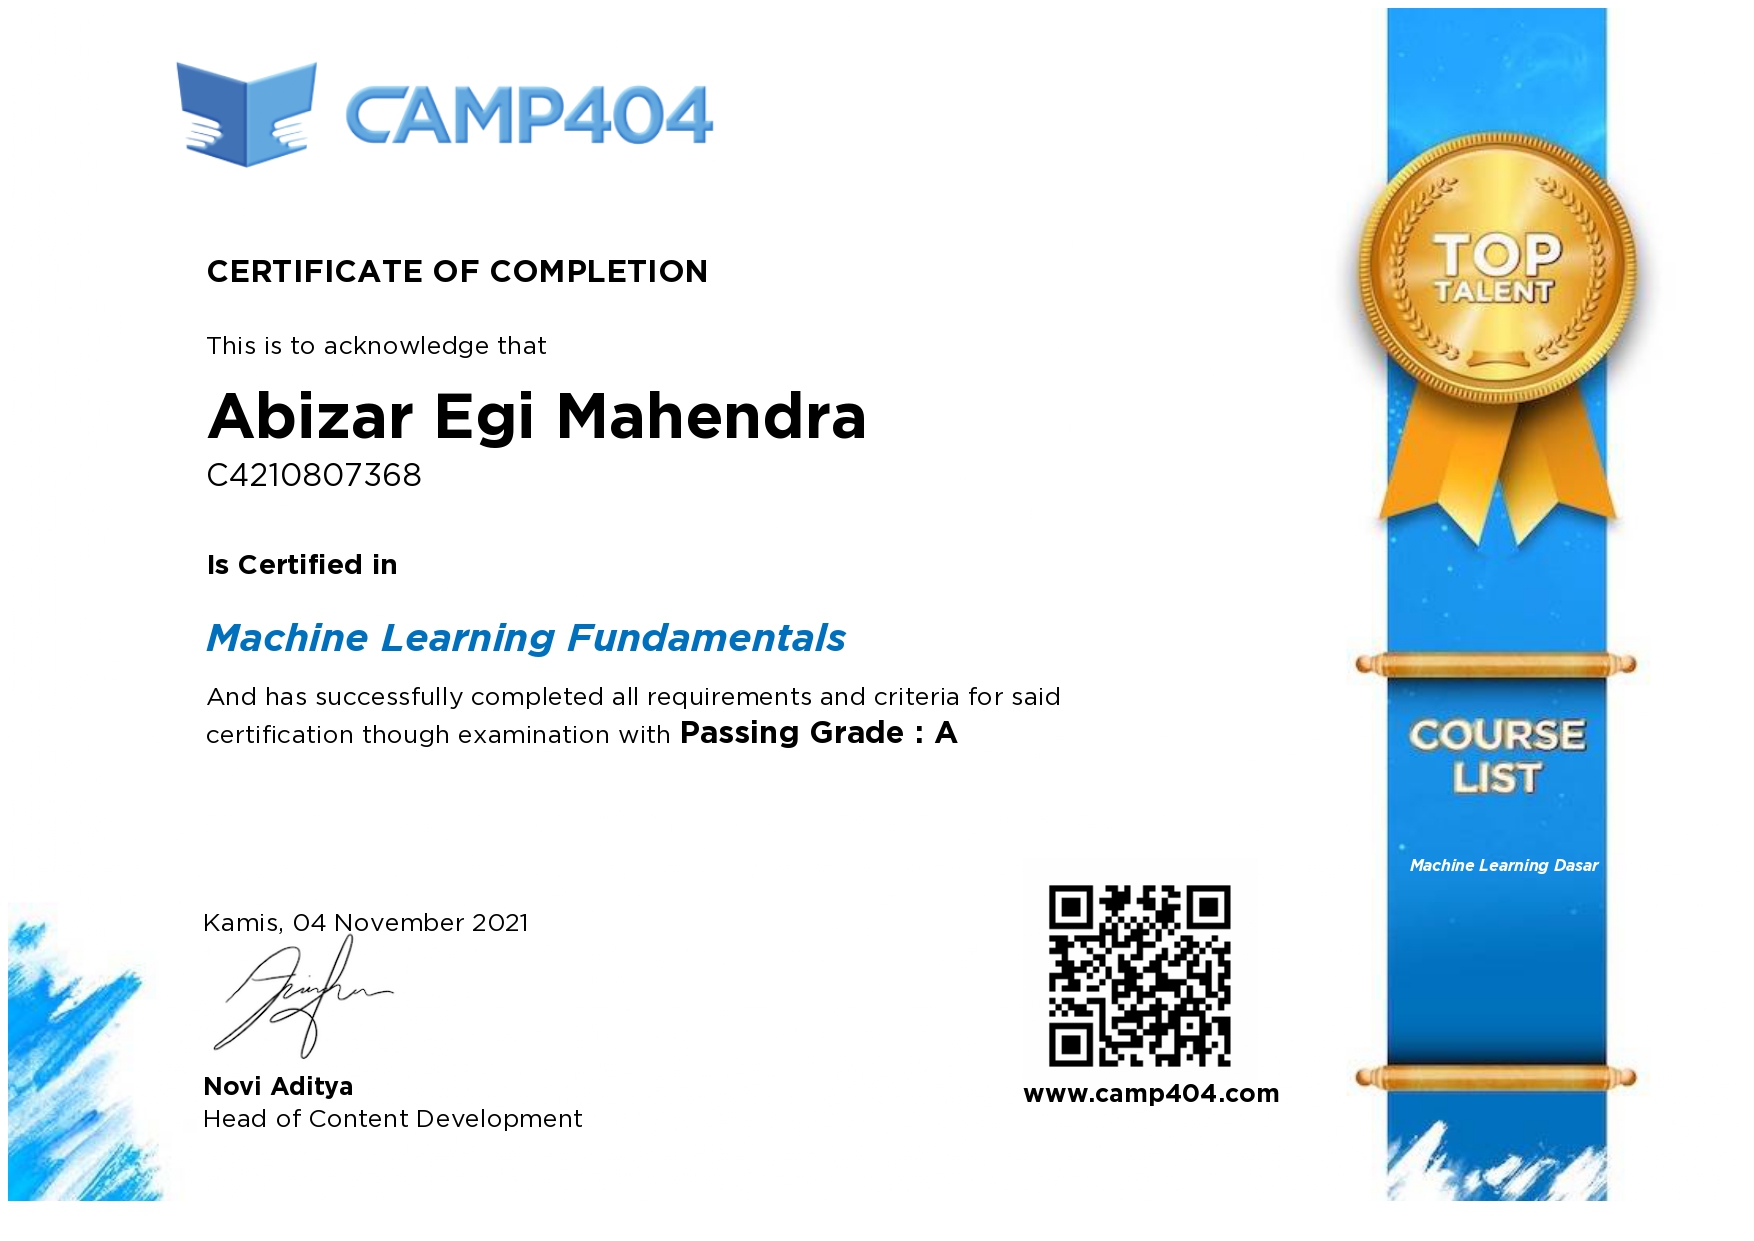 CAMP404
CERTIFICATE OF COMPLETION
This is to acknowledge that
Abizar Egi Mahendra
C4210807368
Is Certified in
Machine Learning Fundamentals
And has successfully completed all requirements and criteria for said
certification though examination with Passing Grade : A
Kamis, 04 November 2021
Novi Aditya
Head of Content Development
www.camp404.com
TOP
TALENT
COURSE
LIST
Machine Learning Dasar